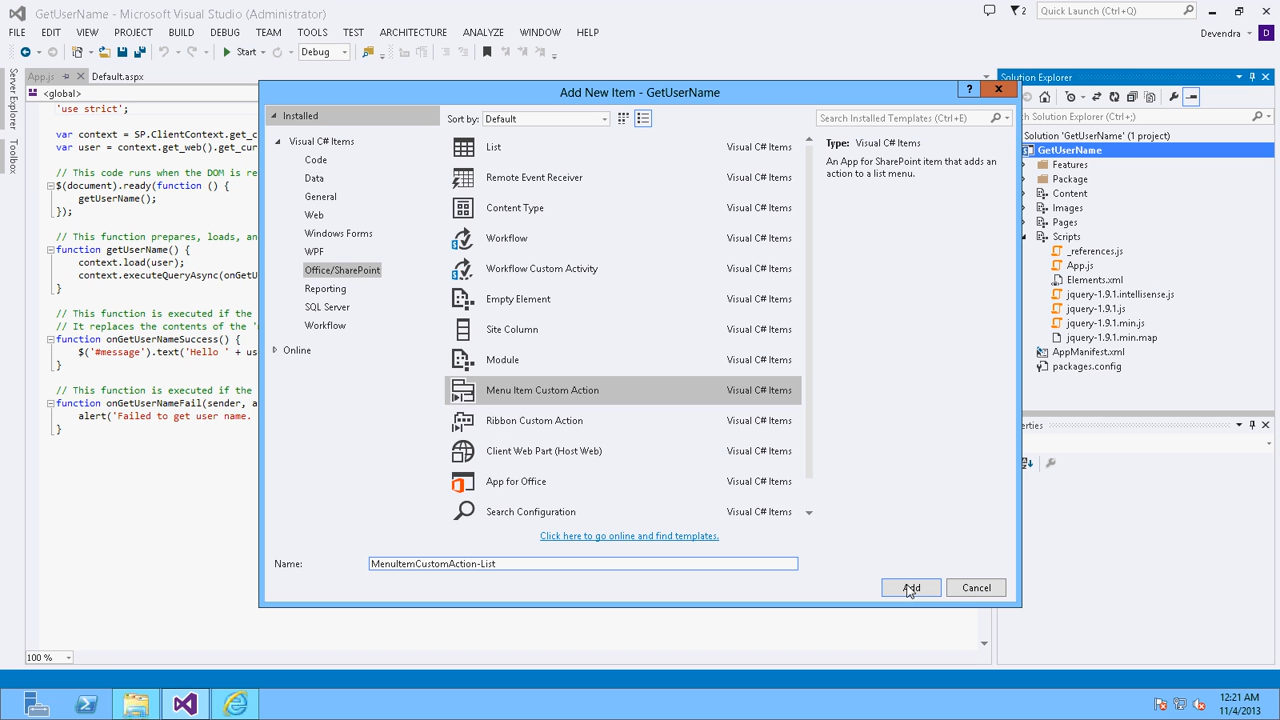 GetUserName - Microsoft Visual Studio (Administrator)
2
Quick Launch (Ctrl+Q)
FILE EDIT VIEW PROJECT BUILD DEBUG TEAM TOOLS TEST ARCHITECTURE ANALYZE WINDOW HELP
Devendra
D
Start
Debug
Server Explorer
Toolbox
App.js
Default.aspx
<global>
'use strict';
var context = SP.ClientContext.get_c
var user = context.get_web().get_cur
// This code runs when the DOM is re
$(document).ready(function () {
getUserName();
});
// This function prepares, loads, an
function getUserName() {
context.load(user);
context.executeQueryAsync(onGetU
}
// This function is executed if the
// It replaces the contents of the '
function onGetUserNameSuccess() {
$('#message').text('Hello ' + us
}
// This function is executed if the
function onGetUserNameFail(sender, a
alert('Failed to get user name.
}
100 %
Add New Item - GetUserName
?
Installed
Visual C# Items
Code
Data
General
Web
Windows Forms
WPF
Office/SharePoint
Reporting
SQL Server
Workflow
Online
Sort by: Default
Search Installed Templates (Ctrl+E)
List Visual C# Items
Remote Event Receiver Visual C# Items
Content Type Visual C# Items
Workflow Visual C# Items
Workflow Custom Activity Visual C# Items
Empty Element Visual C# Items
Site Column Visual C# Items
Module Visual C# Items
Menu Item Custom Action Visual C# Items
Ribbon Custom Action Visual C# Items
Client Web Part (Host Web) Visual C# Items
App for Office Visual C# Items
Search Configuration Visual C# Items
Click here to go online and find templates.
Type: Visual C# Items
An App for SharePoint item that adds an
action to a list menu.
Name: MenuItemCustomAction-List
Add
Cancel
Solution Explorer
earch Solution Explorer (Ctrl+;)
Solution 'GetUserName' (1 project)
GetUserName
Features
Package
Content
Images
Pages
Scripts
_references.js
App.js
Elements.xml
jquery-1.9.1.intellisense.js
jquery-1.9.1.js
jquery-1.9.1.min.js
jquery-1.9.1.min.map
AppManifest.xml
packages.config
erties
12:21 AM
11/4/2013